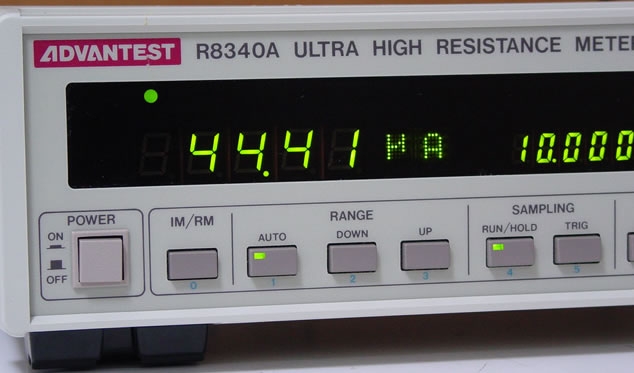 ADVANTEST R8340A ULTRA HIGH RESISTANCE METE
44.41 μA 10.000
POWER IM/RM RANGE SAMPLING
ON AUTO DOWN UP RUN/HOLD TRIG
OFF
0 1 2 3 4 5